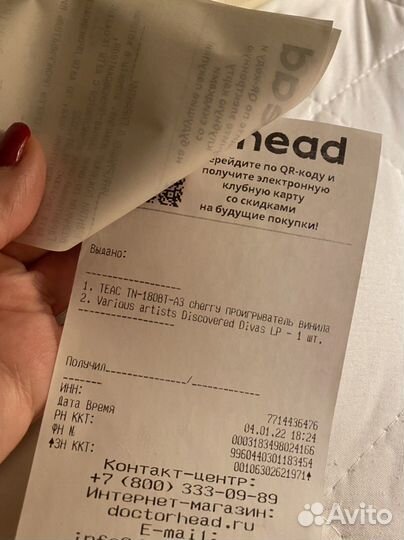 head
ерейдите по QR-коду и
получите электронную
клубную карту
со скидками
на будущие покупки!
Выдано:
1. TEAC TN-180BT-A3 cherry проигрыватель винила
2. Various artists Discovered Divas LP - 1 шт.
Получил /
ИНН: 7714436476
Дата Время 04.01.22 18:24
РН ККТ: 0003183498024166
ФН № 9960440301183454
↑ЗН ККТ: 00106302621971↑
Контакт-центр:
+7 (800) 333-09-89
Интернет-магазин:
doctorhead.ru
E-mail:
Avito